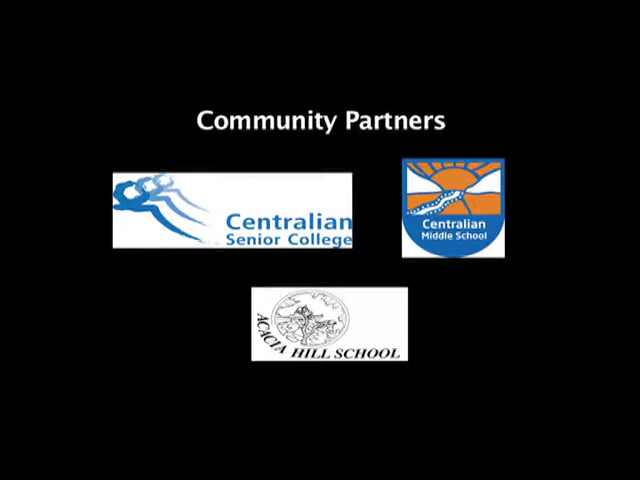 Community Partners
Centralian
Senior College
Centralian
Middle School
ACACIA HILL SCHOOL